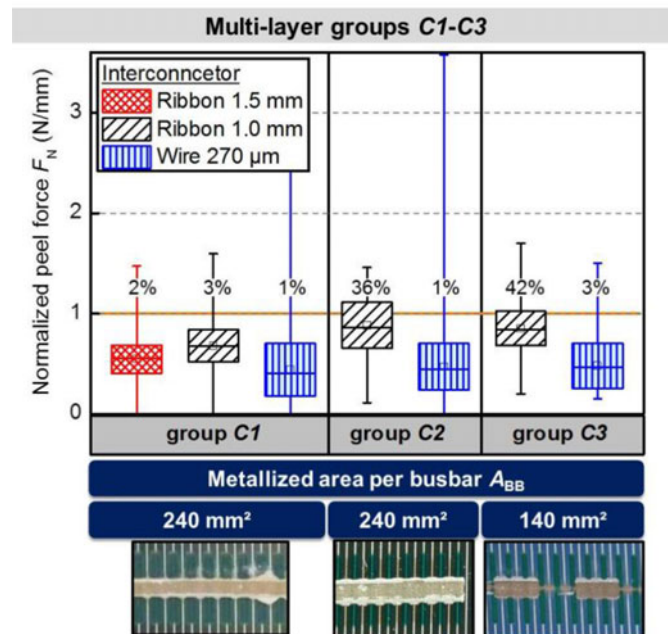 Multi-layer groups C1-C3
Normalized peel force FN (N/mm)
3
2
1
0
Interconncetor
Ribbon 1.5 mm
Ribbon 1.0 mm
Wire 270 µm
2% 3% 1% 36% 1% 42% 3%
group C1 group C2 group C3
Metallized area per busbar ABB
240 mm² 240 mm² 140 mm²